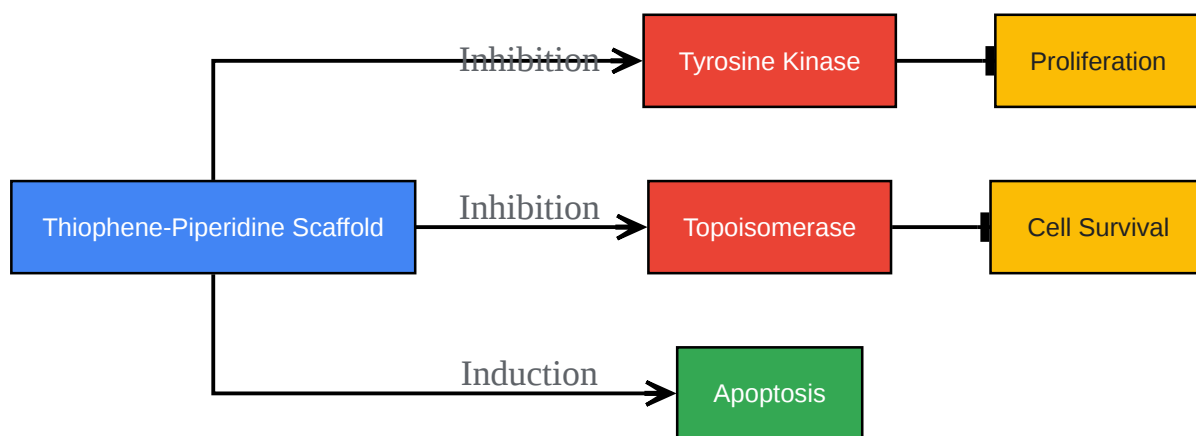 Inhibition
Tyrosine Kinase
Proliferation
Thiophene-Piperidine Scaffold
Inhibition
Topoisomerase
Cell Survival
Induction
Apoptosis